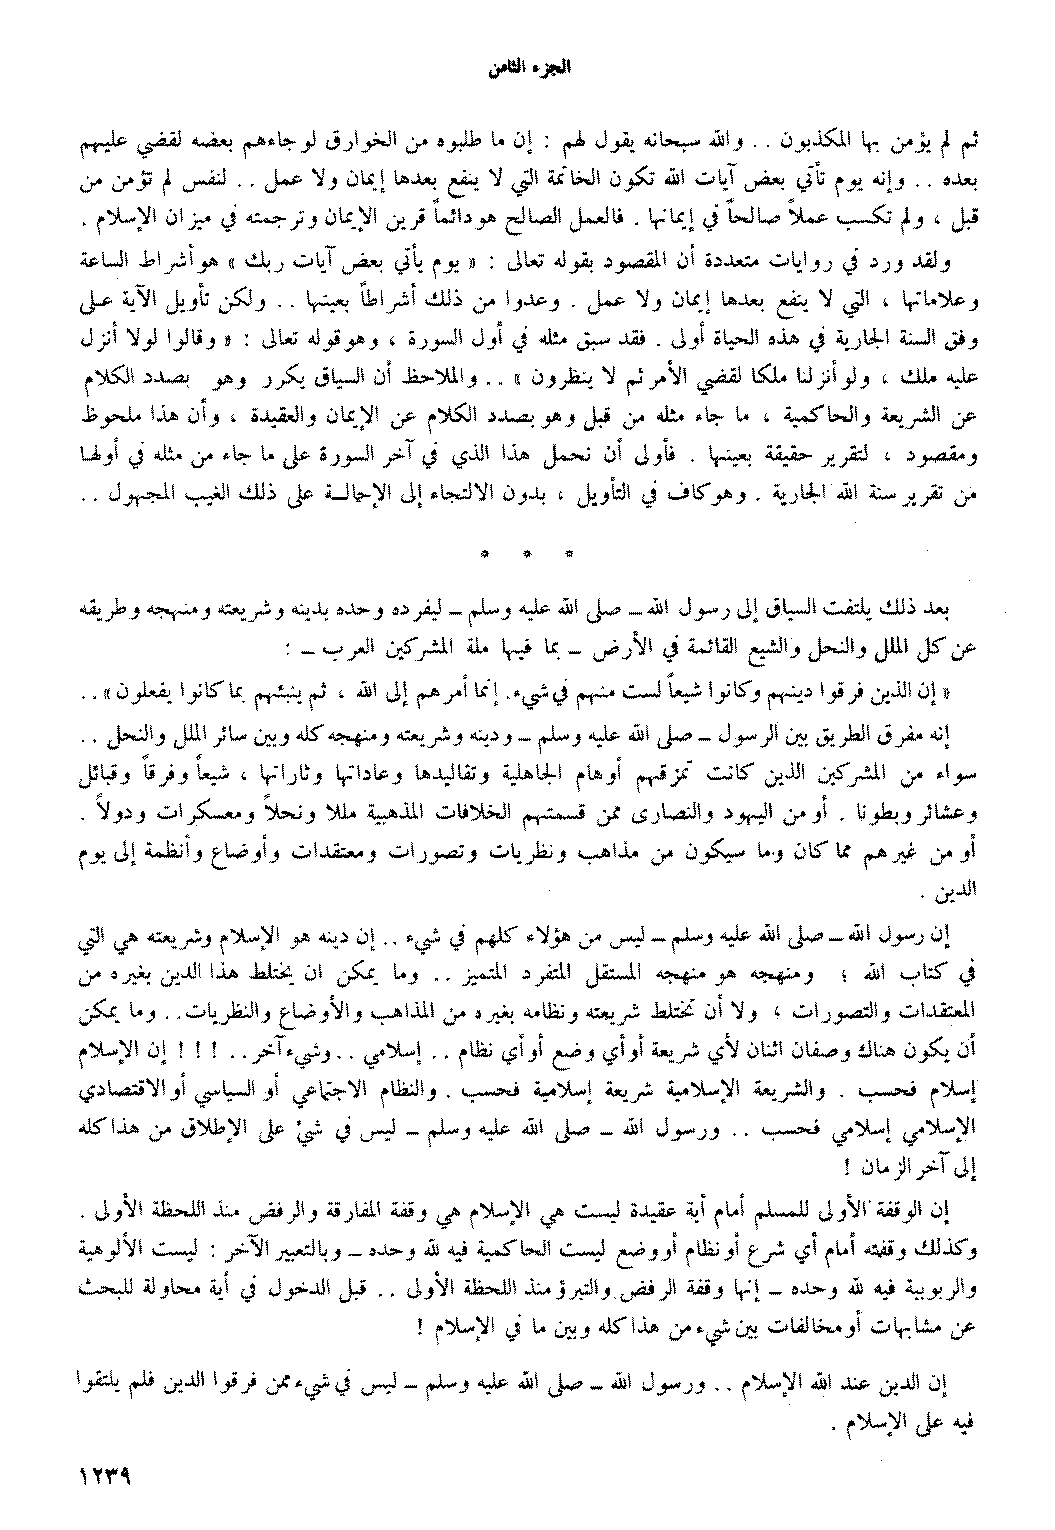 الجزء الثامن
ثم لم يؤمن بها المكذبون .. والله سبحانه يقول لهم : إن ما طلبوه من الخوارق لو جاءهم بعضه لقضي عليهم
بعده .. وإنه يوم تأتي بعض آيات الله تكون الخاتمة التي لا ينفع بعدها إيمان ولا عمل .. لنفس لم تؤمن من
قبل ، ولم تكسب عملاً صالحاً في إيمانها . فالعمل الصالح هو دائماً قرين الإيمان وترجمته في ميزان الإسلام .
ولقد ورد في روايات متعددة أن المقصود بقوله تعالى : « يوم يأتي بعض آيات ربك » هو أشراط الساعة
وعلاماتها ، التي لا ينفع بعدها إيمان ولا عمل . وعدوا من ذلك أشراطاً بعينها .. ولكن تأويل الآية على
وفق السنة الجارية في هذه الحياة أولى . فقد سبق مثله في أول السورة ، وهو قوله تعالى : « وقالوا لولا أنزل
عليه ملك ، ولو أنزلنا ملكا لقضي الأمر ثم لا ينظرون » .. والملاحظ أن السياق يكرر وهو بصدد الكلام
عن الشريعة والحاكمية ، ما جاء مثله من قبل وهو بصدد الكلام عن الإيمان والعقيدة ، وأن هذا ملحوظ
ومقصود ، لتقرير حقيقة بعينها . فأولى أن نحمل هذا الذي في آخر السورة على ما جاء من مثله في أولها
من تقرير سنة الله الجارية . وهو كاف في التأويل ، بدون الالتجاء إلى الإحالة على ذلك الغيب المجهول ..
* * *
بعد ذلك يلتفت السياق إلى رسول الله – صلى الله عليه وسلم – ليفرده وحده بدينه وشريعته ومنهجه وطريقه
عن كل الملل والنحل والشيع القائمة في الأرض – بما فيها ملة المشركين العرب – :
« إن الذين فرقوا دينهم وكانوا شيعاً لست منهم في شيء. إنما أمرهم إلى الله ، ثم ينبئهم بما كانوا يفعلون»..
إنه مفرق الطريق بين الرسول – صلى الله عليه وسلم – ودينه وشريعته ومنهجه كله وبين سائر الملل والنحل ..
سواء من المشركين الذين كانت تمزقهم أوهام الجاهلية وتقاليدها وعاداتها وثاراتها ، شيعاً وفرقاً وقبائل
وعشائر وبطونا . أو من اليهود والنصارى ممن قسمتهم الخلافات المذهبية مللا ونحلاً ومعسكرات ودولاً .
أو من غيرهم مما كان وما سيكون من مذاهب ونظريات وتصورات ومعتقدات وأوضاع وأنظمة إلى يوم
الدين .
إن رسول الله – صلى الله عليه وسلم – ليس من هؤلاء كلهم في شيء .. إن دينه هو الإسلام وشريعته هي التي
في كتاب الله ؛ ومنهجه هو منهجه المستقل المتفرد المتميز .. وما يمكن ان يختلط هذا الدين بغيره من
المعتقدات والتصورات ؛ ولا أن تختلط شريعته ونظامه بغيره من المذاهب والأوضاع والنظريات.. وما يمكن
أن يكون هناك وصفان اثنان لأي شريعة أو أي وضع أو أي نظام .. إسلامي ..وشيء آخر.. ! ! ! إن الإسلام
إسلام فحسب . والشريعة الإسلامية شريعة إسلامية فحسب . والنظام الاجتماعي أو السياسي أو الاقتصادي
الإسلامي إسلامي فحسب .. ورسول الله – صلى الله عليه وسلم – ليس في شيْ على الإطلاق من هذا كله
إلى آخر الزمان !
إن الوقفة الأولى للمسلم أمام أية عقيدة ليست هي الإسلام هي وقفة المفارقة والرفض منذ اللحظة الأولى .
وكذلك وقفته أمام أي شرع أو نظام أو وضع ليست الحاكمية فيه لله وحده – وبالتعبير الآخر : ليست الألوهية
والربوبية فيه لله وحده – إنها وقفة الرفض والتبرؤ منذ اللحظة الأولى .. قبل الدخول في أية محاولة للبحث
عن مشابهات أو مخالفات بين شيء من هذا كله وبين ما في الإسلام !
إن الدين عند الله الإسلام .. ورسول الله – صلى الله عليه وسلم – ليس في شيء ممن فرقوا الدين فلم يلتقوا
فيه على الإسلام .
١٢٣٩